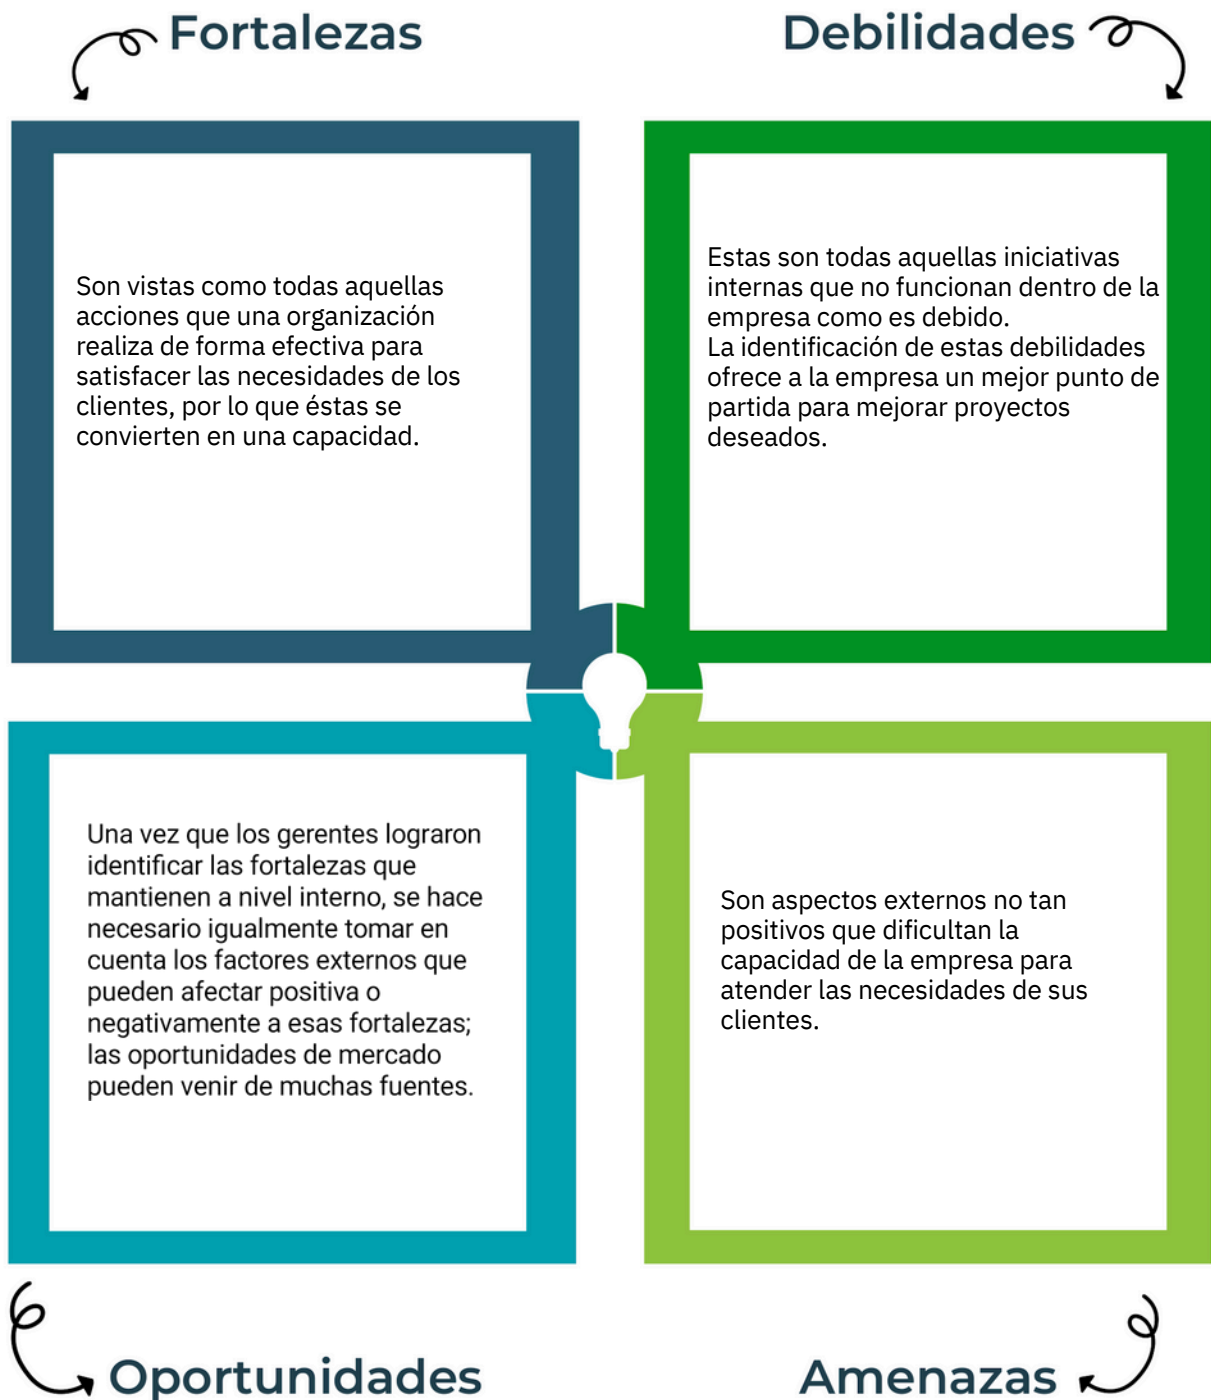 Fortalezas
Debilidades
Son vistas como todas aquellas
acciones que una organización
realiza de forma efectiva para
satisfacer las necesidades de los
clientes, por lo que éstas se
convierten en una capacidad.
Estas son todas aquellas iniciativas
internas que no funcionan dentro de la
empresa como es debido.
La identificación de estas debilidades
ofrece a la empresa un mejor punto de
partida para mejorar proyectos
deseados.
Una vez que los gerentes lograron
identificar las fortalezas que
mantienen a nivel interno, se hace
necesario igualmente tomar en
cuenta los factores externos que
pueden afectar positiva o
negativamente a esas fortalezas;
las oportunidades de mercado
pueden venir de muchas fuentes.
Son aspectos externos no tan
positivos que dificultan la
capacidad de la empresa para
atender las necesidades de sus
clientes.
Oportunidades
Amenazas